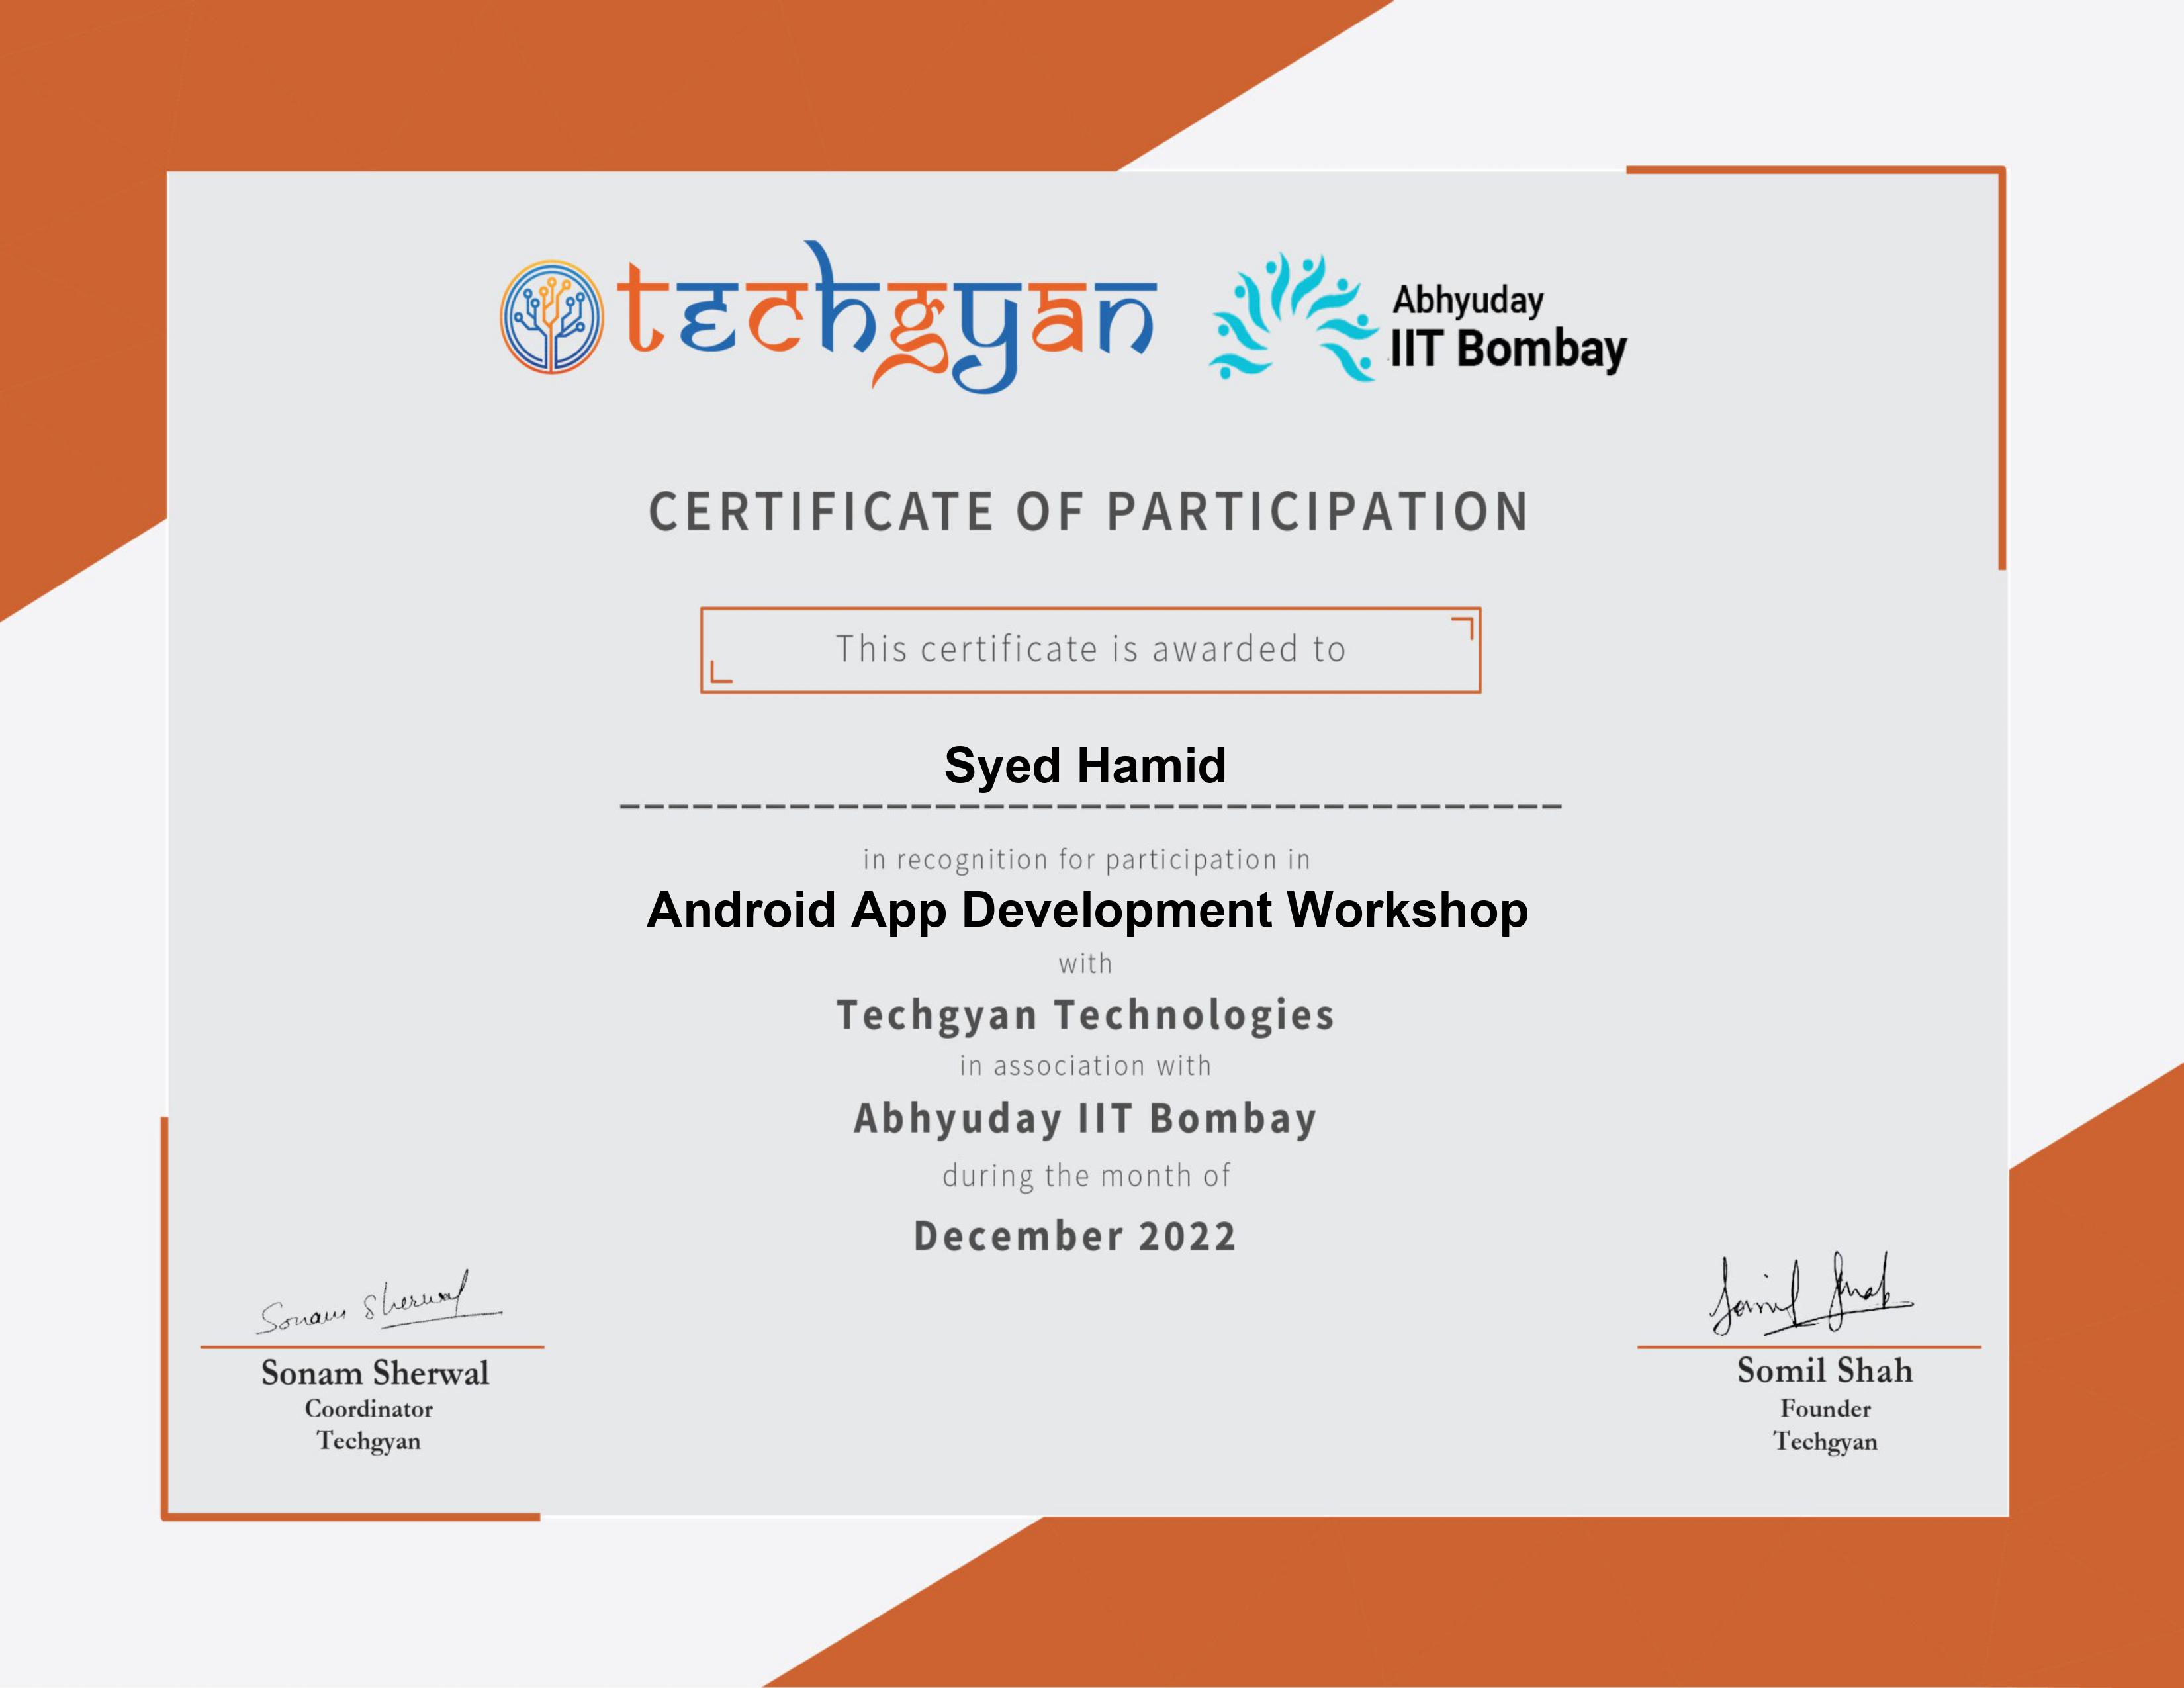 techgyan
Abhyuday
IIT Bombay
CERTIFICATE OF PARTICIPATION
This certificate is awarded to
Syed Hamid
in recognition for participation in
Android App Development Workshop
with
Techgyan Technologies
in association with
Abhyuday IIT Bombay
during the month of
December 2022
Sonam Sherwal
Sonam Sherwal
Coordinator
Techgyan
Somil Shah
Somil Shah
Founder
Techgyan